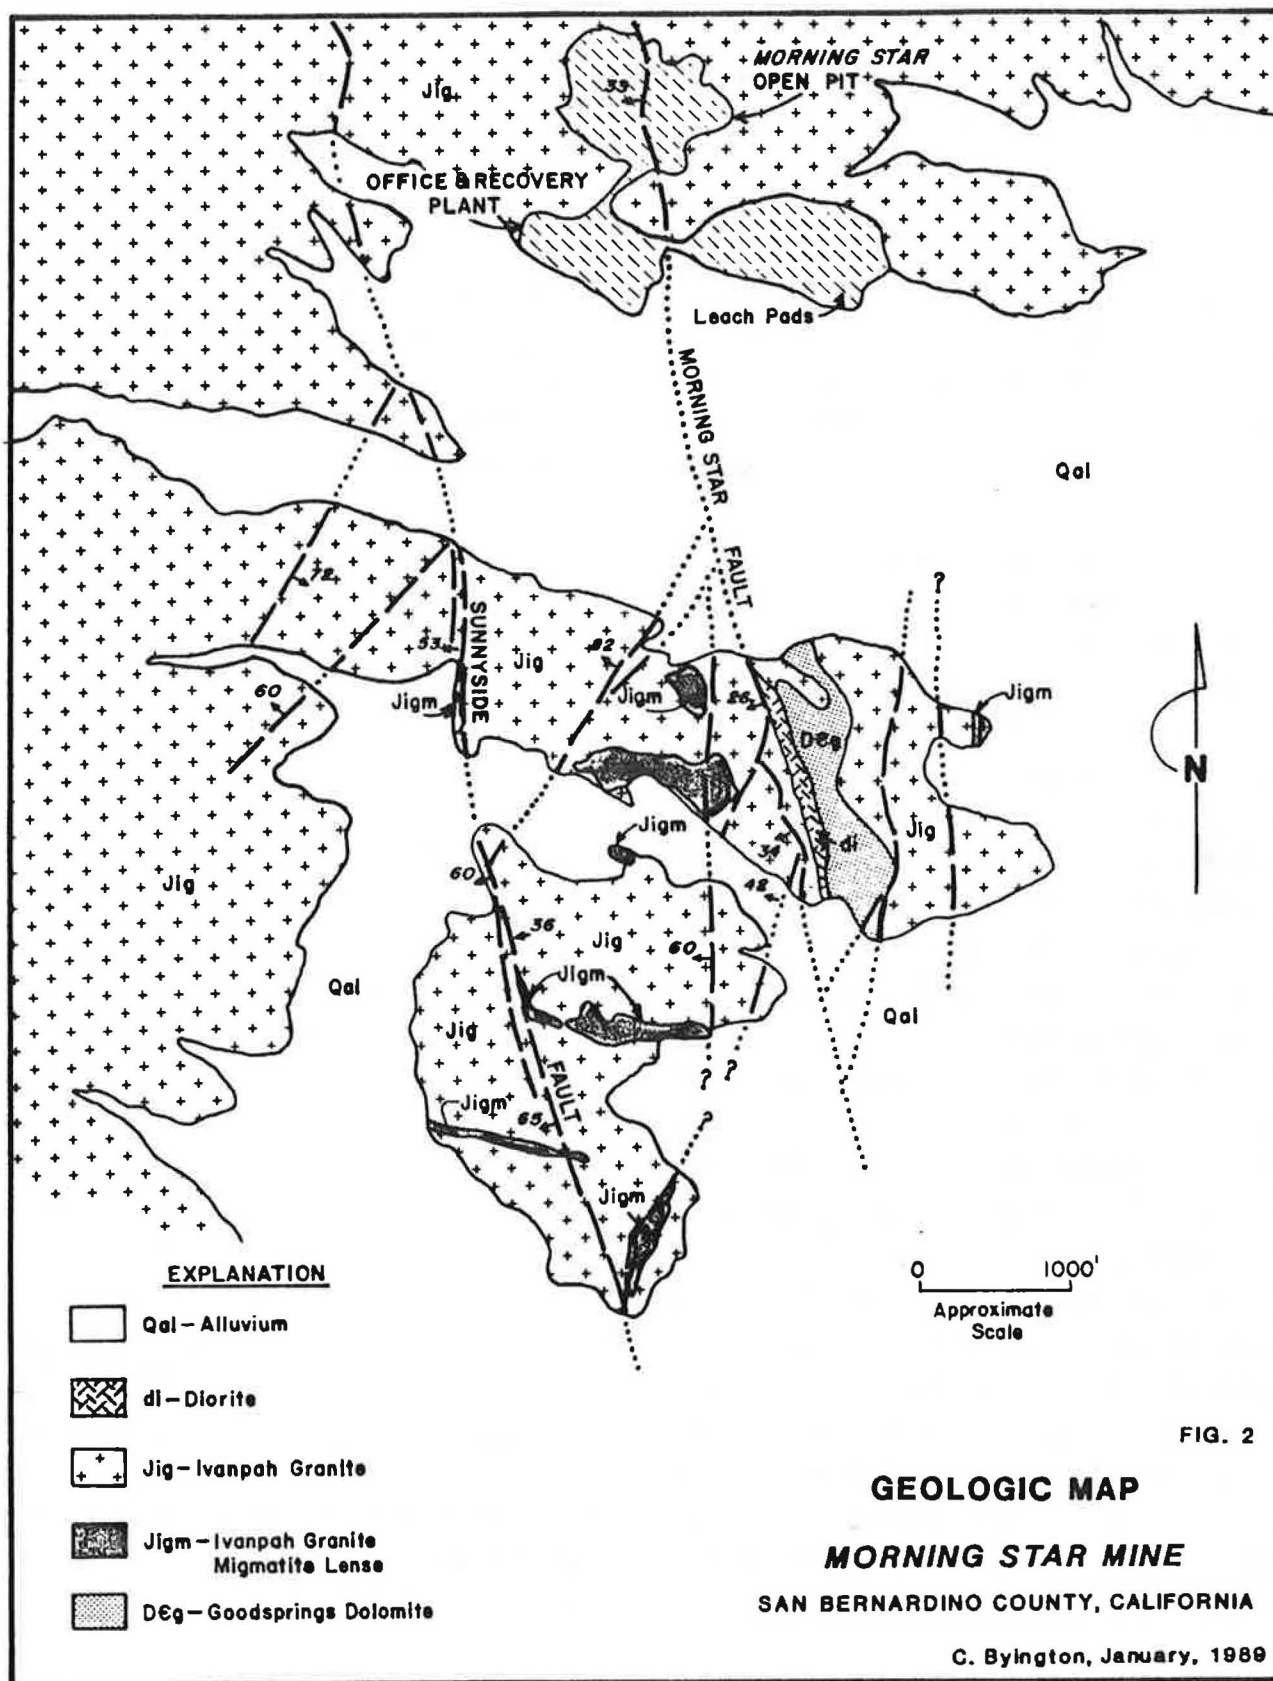 MORNING STAR
OPEN PIT
Jig
33
OFFICE & RECOVERY
PLANT
Leach Pads
MORNING STAR
FAULT
Qal
72
53
SUNNYSIDE
Jig
82
?
Jigm
Jigm
26
Jigm
60
DЄg
Jigm
di
Jig
34
60
48
Jig
36
Jig
60
Jigm
Qal
Qal
Jig
FAULT
?
?
Jigm
65
?
Jigm
N
EXPLANATION
Qal – Alluvium
di – Diorite
Jig – Ivanpah Granite
Jigm – Ivanpah Granite
Migmatite Lense
DЄg – Goodsprings Dolomite
0 1000'
Approximate
Scale
FIG. 2
GEOLOGIC MAP
MORNING STAR MINE
SAN BERNARDINO COUNTY, CALIFORNIA
C. Byington, January, 1989